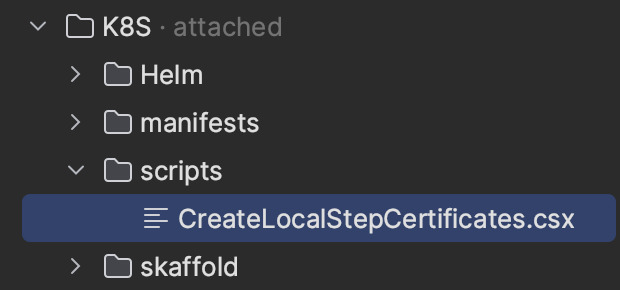 K8S · attached
Helm
manifests
scripts
CreateLocalStepCertificates.csx
skaffold